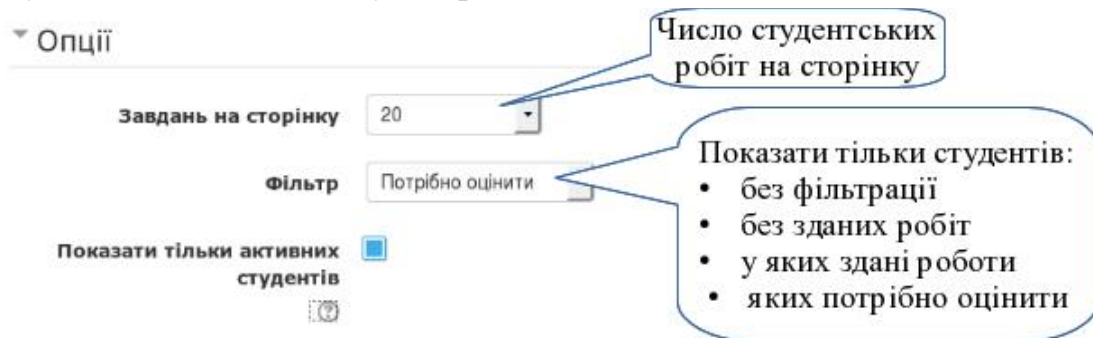 Опції
Число студентських
робіт на сторінку
Завдань на сторінку
20
Показати тільки студентів:
• без фільтрації
• без зданих робіт
• у яких здані роботи
• яких потрібно оцінити
Фільтр
Потрібно оцінити
Показати тільки активних
студентів